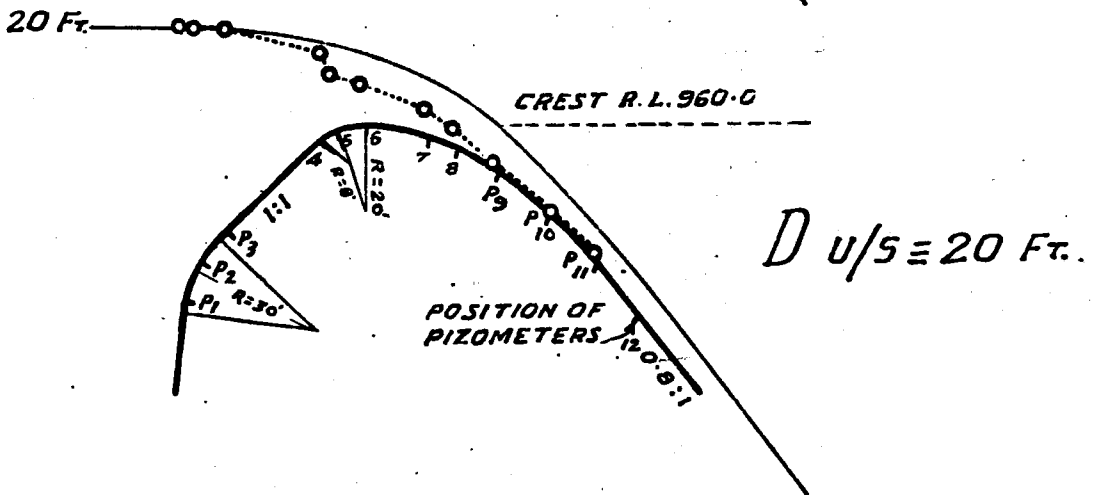 20 FT.
CREST R.L.960.0
4
5
6
7
8
R=8'
R=20'
1:1
P9
P3
P10
P2
D U/S ≡ 20 FT.
P11
P1
R=30'
POSITION OF
PIZOMETERS
12
0.8:1